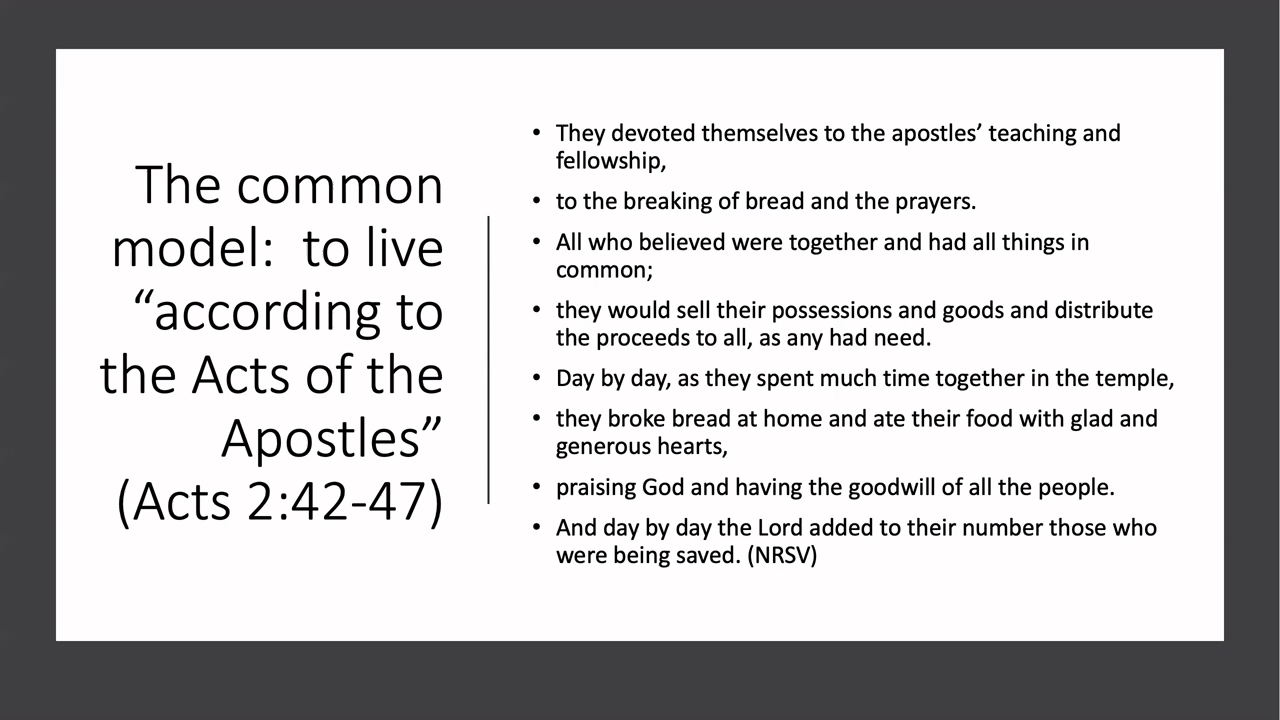 The common
model:  to live
“according to
the Acts of the
Apostles”
(Acts 2:42-47)
• They devoted themselves to the apostles’ teaching and
fellowship,
• to the breaking of bread and the prayers.
• All who believed were together and had all things in
common;
• they would sell their possessions and goods and distribute
the proceeds to all, as any had need.
• Day by day, as they spent much time together in the temple,
• they broke bread at home and ate their food with glad and
generous hearts,
• praising God and having the goodwill of all the people.
• And day by day the Lord added to their number those who
were being saved. (NRSV)